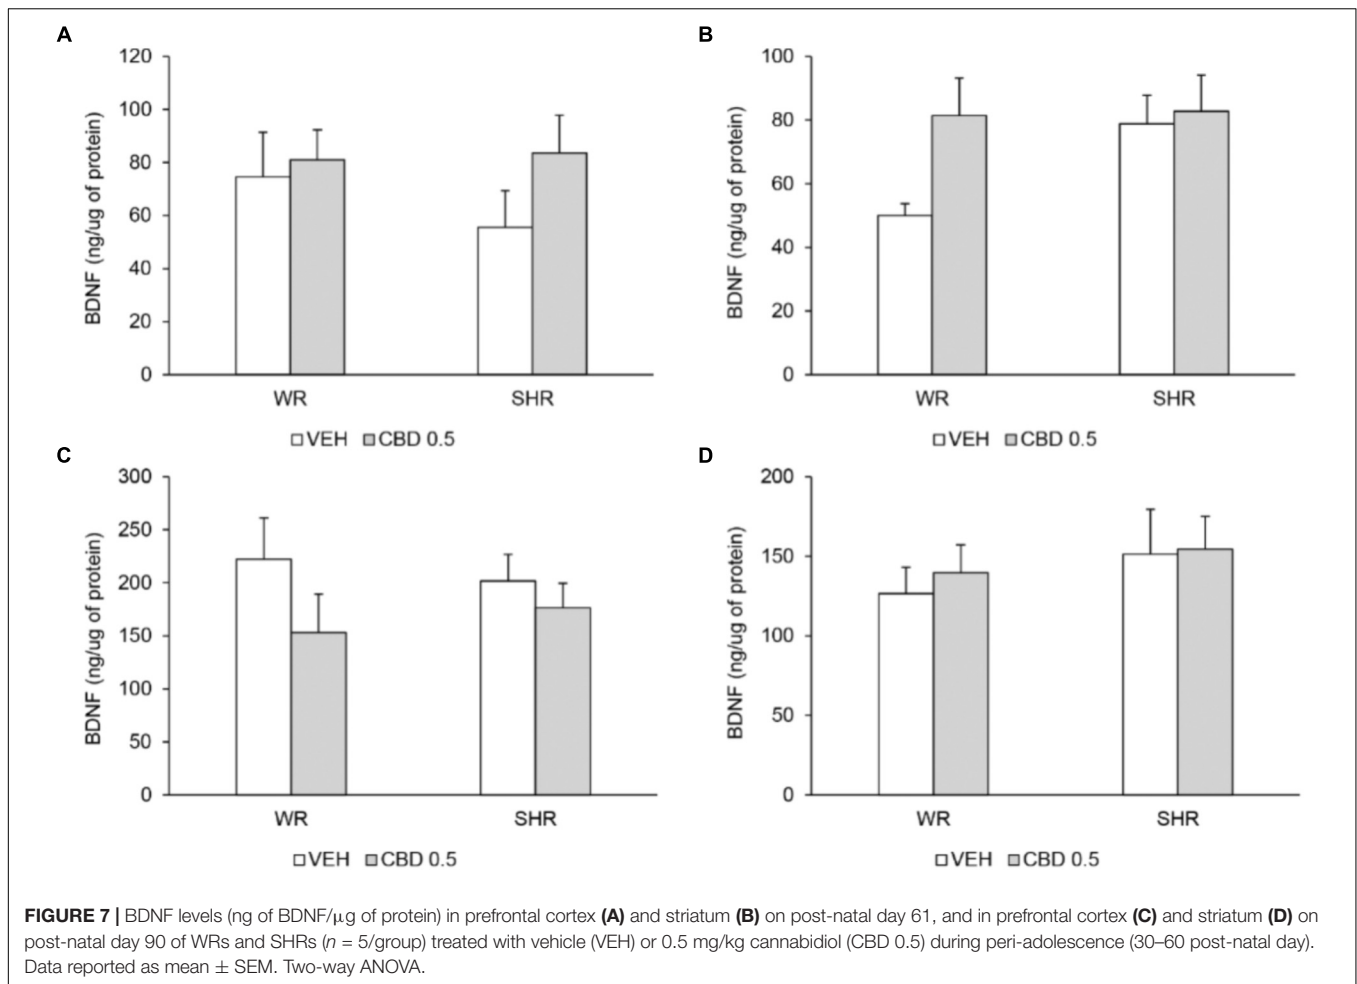 A
120
100
80
60
40
20
0
BDNF (ng/ug of protein)
WR SHR
VEH CBD 0.5
B
100
80
60
40
20
0
BDNF (ng/ug of protein)
WR SHR
VEH CBD 0.5
C
300
250
200
150
100
50
0
BDNF (ng/ug of protein)
WR SHR
VEH CBD 0.5
D
200
150
100
50
0
BDNF (ng/ug of protein)
WR SHR
VEH CBD 0.5
FIGURE 7 | BDNF levels (ng of BDNF/μg of protein) in prefrontal cortex (A) and striatum (B) on post-natal day 61, and in prefrontal cortex (C) and striatum (D) on
post-natal day 90 of WRs and SHRs (n = 5/group) treated with vehicle (VEH) or 0.5 mg/kg cannabidiol (CBD 0.5) during peri-adolescence (30–60 post-natal day).
Data reported as mean ± SEM. Two-way ANOVA.